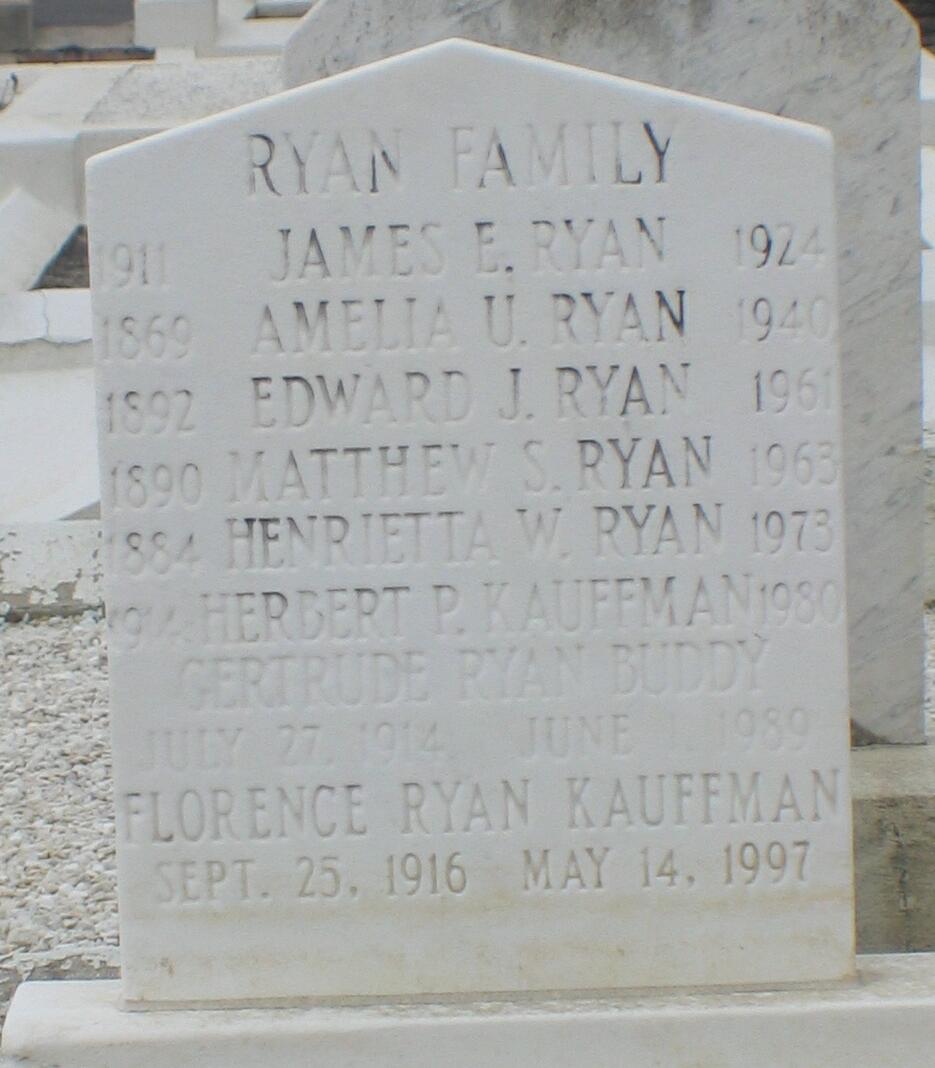 RYAN FAMILY
1911 JAMES E. RYAN 1924
1869 AMELIA U. RYAN 1940
1892 EDWARD J. RYAN 1961
1890 MATTHEW S. RYAN 1963
1884 HENRIETTA W. RYAN 1973
1914 HERBERT P. KAUFFMAN 1980
GERTRUDE RYAN BUDDY
JULY 27, 1914 JUNE 1, 1989
FLORENCE RYAN KAUFFMAN
SEPT. 25, 1916 MAY 14, 1997